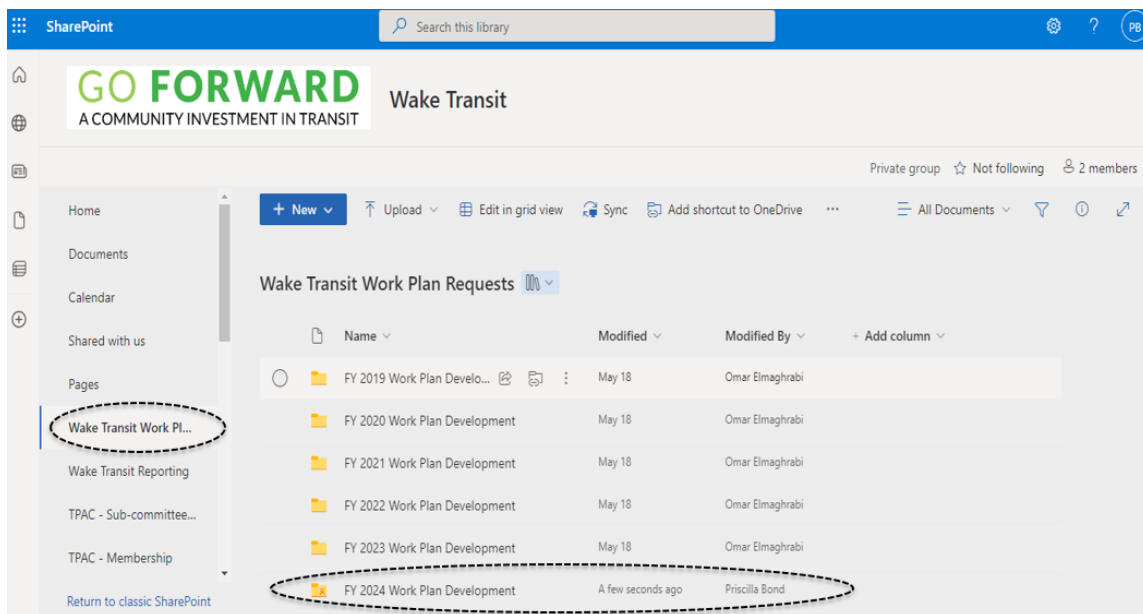 SharePoint
Search this library
PB
GO FORWARD
A COMMUNITY INVESTMENT IN TRANSIT
Wake Transit
Private group Not following 2 members
Home
Documents
Calendar
Shared with us
Pages
Wake Transit Work Pl...
Wake Transit Reporting
TPAC - Sub-committee...
TPAC - Membership
Return to classic SharePoint
+ New Upload Edit in grid view Sync Add shortcut to OneDrive ... All Documents
Wake Transit Work Plan Requests
Name Modified Modified By + Add column
FY 2019 Work Plan Develo... May 18 Omar Elmaghrabi
FY 2020 Work Plan Development May 18 Omar Elmaghrabi
FY 2021 Work Plan Development May 18 Omar Elmaghrabi
FY 2022 Work Plan Development May 18 Omar Elmaghrabi
FY 2023 Work Plan Development May 18 Omar Elmaghrabi
FY 2024 Work Plan Development A few seconds ago Priscilla Bond